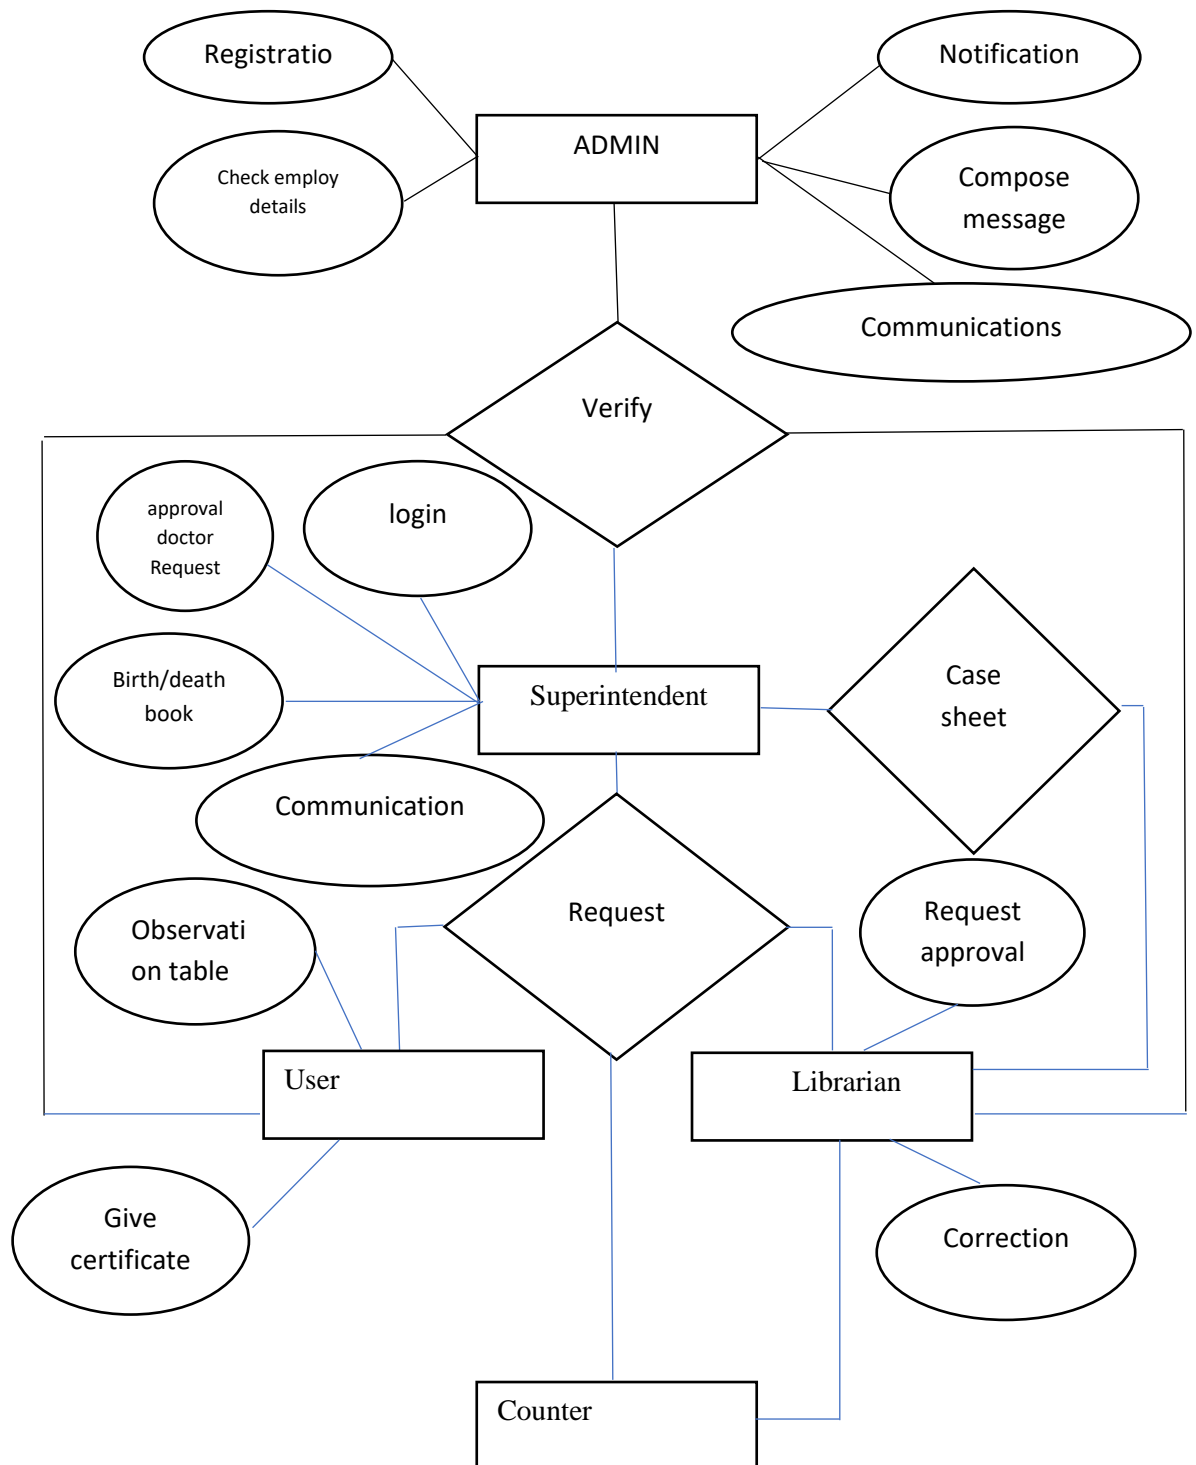 Registratio
Notification
ADMIN
Check employ
details
Compose
message
Communications
Verify
approval
doctor
Request
login
Birth/death
book
Superintendent
Case
sheet
Communication
Request
Observati
on table
Request
approval
User
Librarian
Give
certificate
Correction
Counter